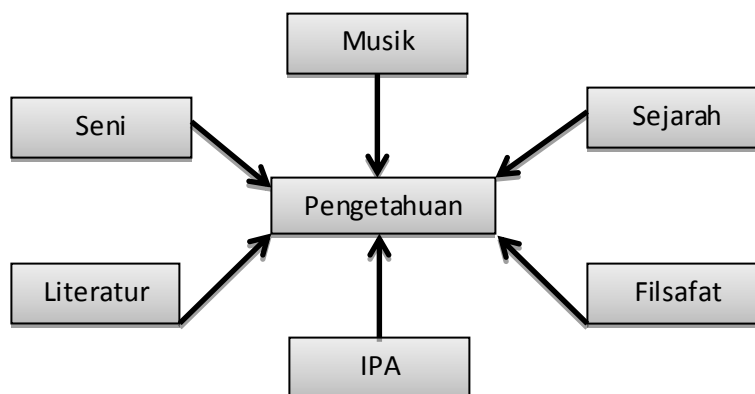 Musik
Seni
Sejarah
Pengetahuan
Literatur
Filsafat
IPA